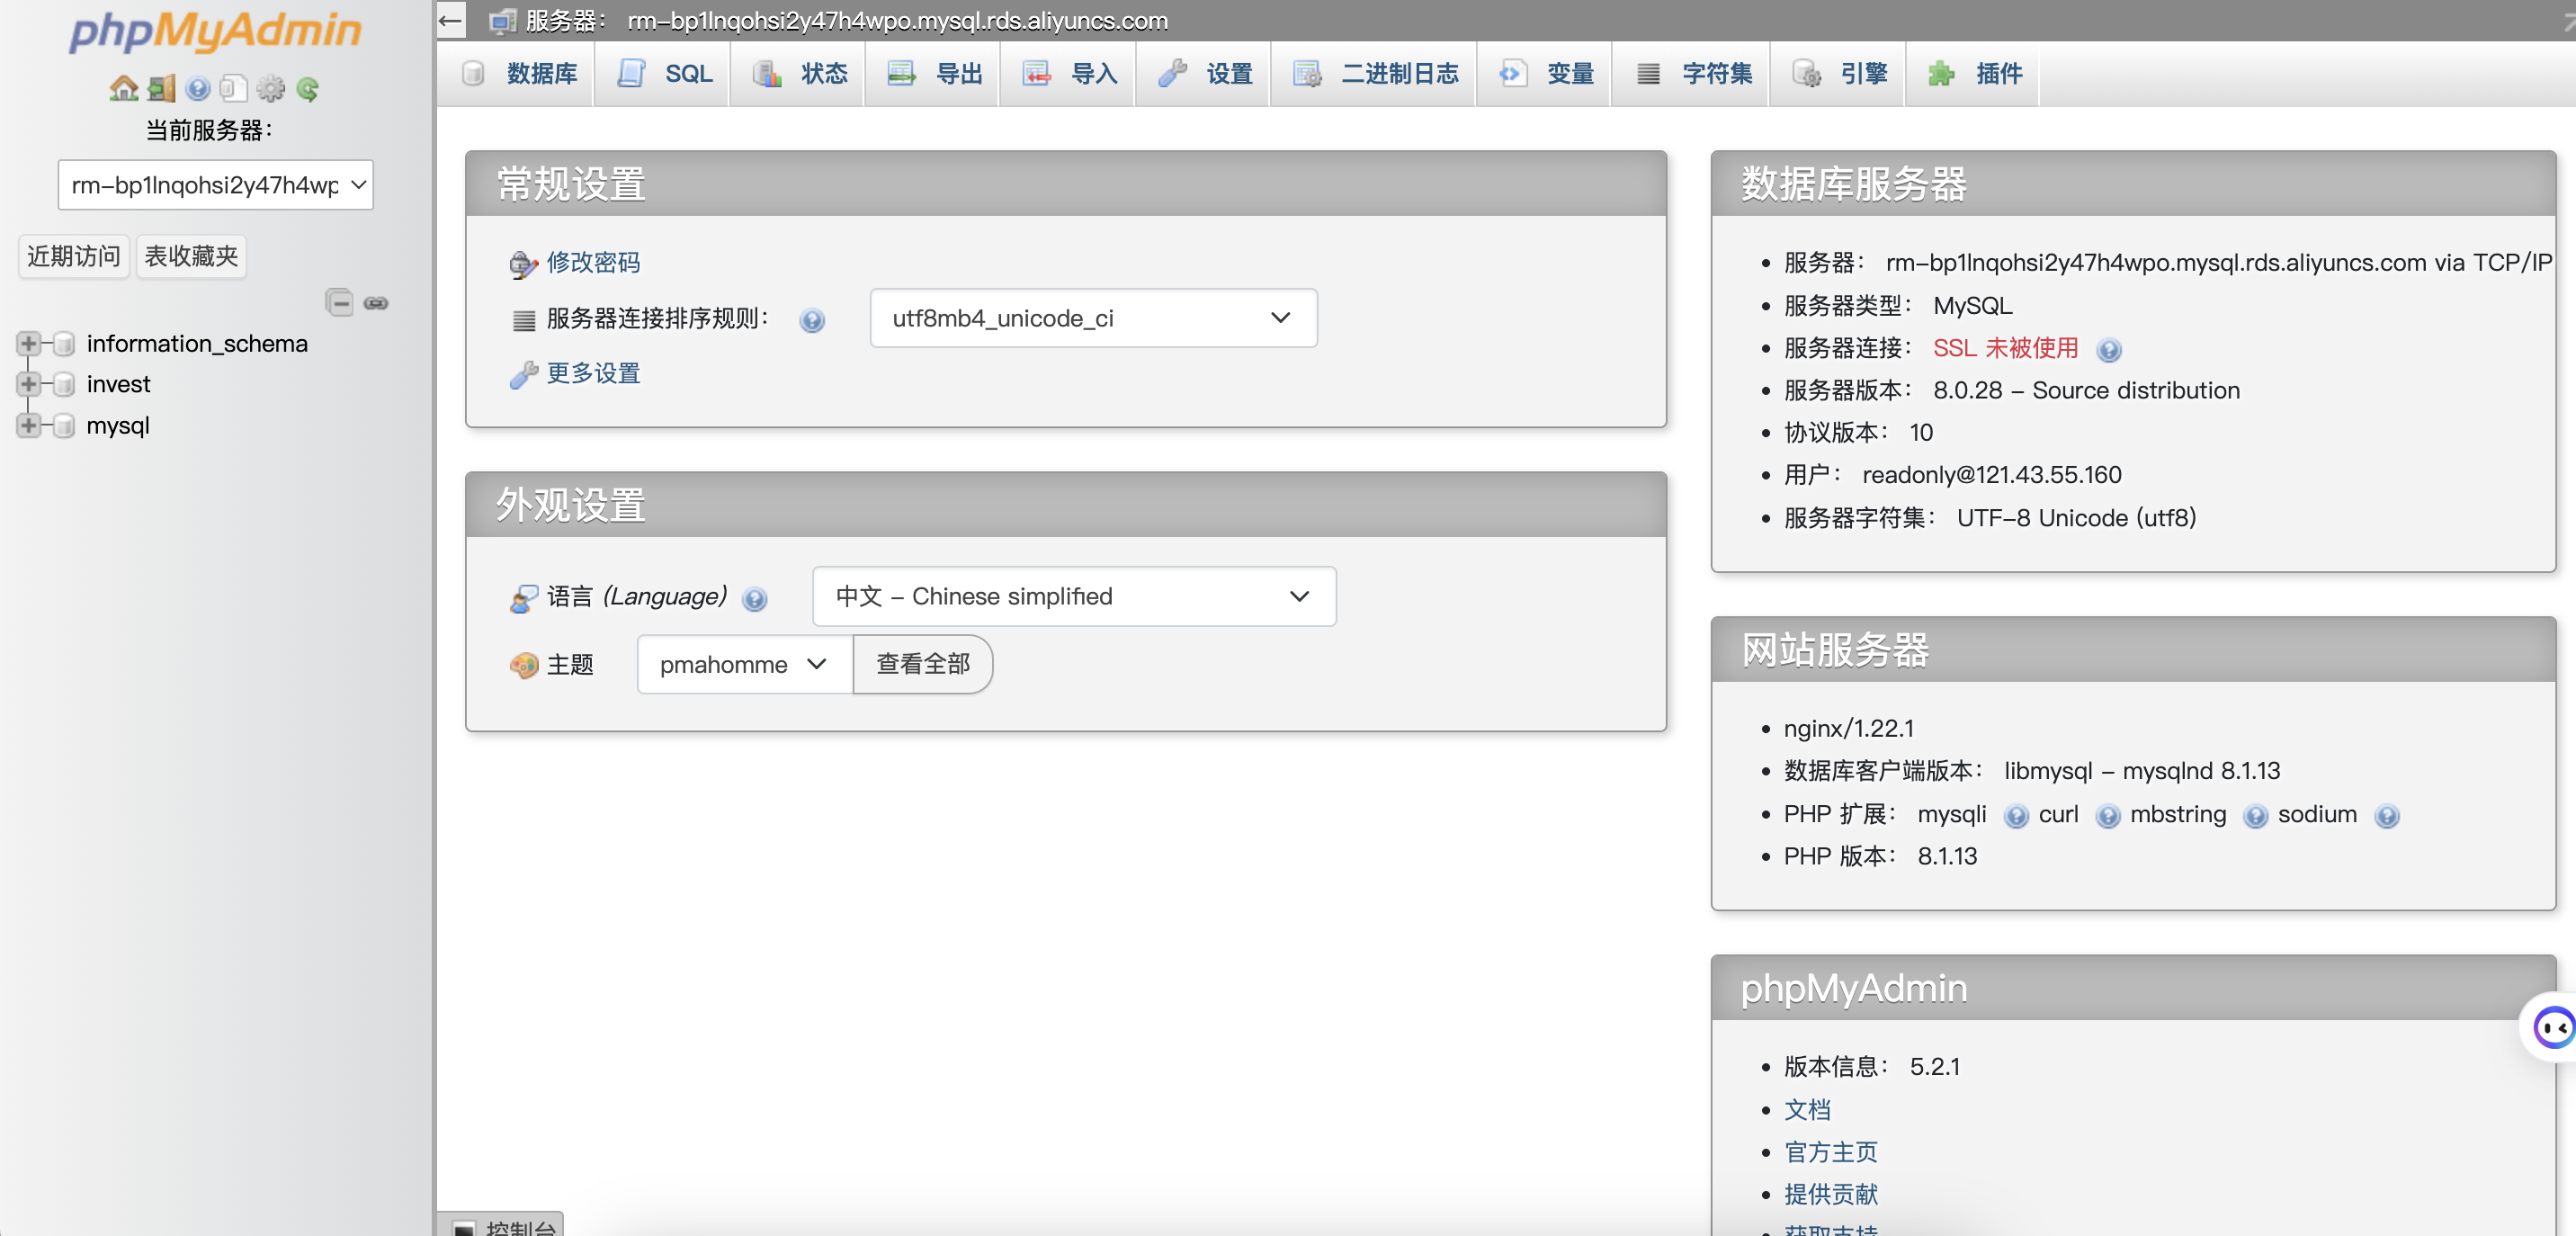 phpMyAdmin
当前服务器：
rm-bp1lnqohsi2y47h4wp
近期访问 表收藏夹
information_schema
invest
mysql
服务器： rm-bp1lnqohsi2y47h4wpo.mysql.rds.aliyuncs.com
数据库 SQL 状态 导出 导入 设置 二进制日志 变量 字符集 引擎 插件
常规设置
修改密码
服务器连接排序规则： utf8mb4_unicode_ci
更多设置
外观设置
语言 (Language) 中文 - Chinese simplified
主题 pmahomme 查看全部
数据库服务器
服务器： rm-bp1lnqohsi2y47h4wpo.mysql.rds.aliyuncs.com via TCP/IP
服务器类型： MySQL
服务器连接： SSL 未被使用
服务器版本： 8.0.28 - Source distribution
协议版本： 10
用户： readonly@121.43.55.160
服务器字符集： UTF-8 Unicode (utf8)
网站服务器
nginx/1.22.1
数据库客户端版本： libmysql - mysqlnd 8.1.13
PHP 扩展： mysqli curl mbstring sodium
PHP 版本： 8.1.13
phpMyAdmin
版本信息： 5.2.1
文档
官方主页
提供贡献
获取支持
控制台